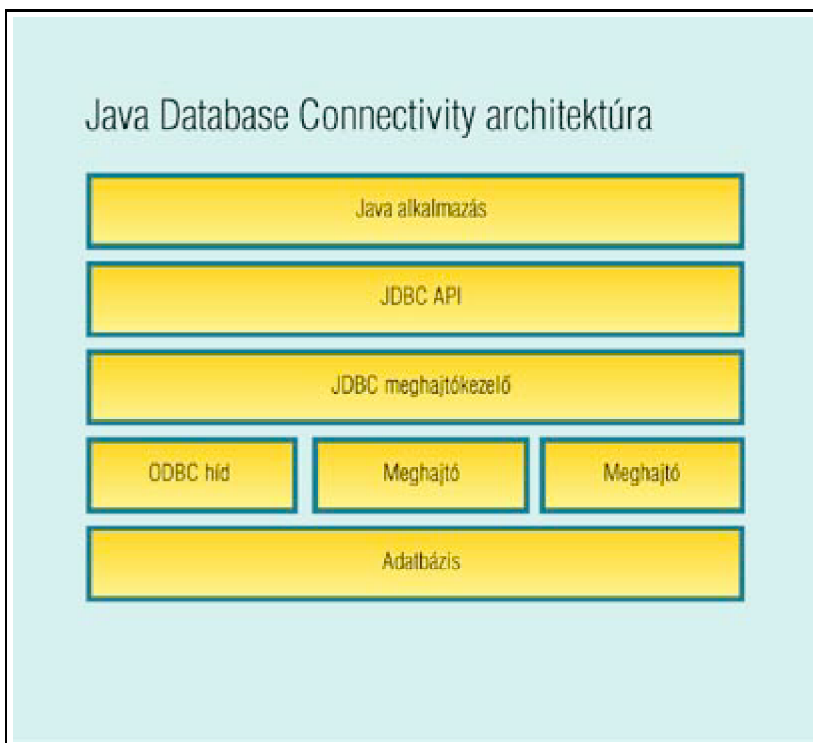 Java Database Connectivity architektúra
Java alkalmazás
JDBC API
JDBC meghajtókezelő
ODBC híd
Meghajtó
Meghajtó
Adatbázis